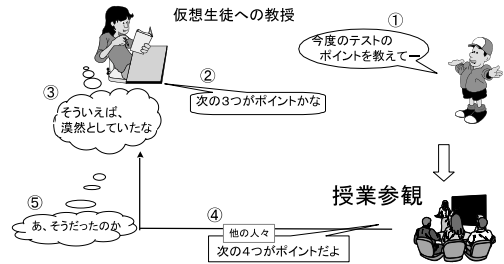 仮想生徒への教授
①
今度のテストの
ポイントを教えてー
②
次の3つがポイントかな
③
そういえば、
漠然としていたな
授業参観
④
他の人々
次の4つがポイントだよ
⑤
あ、そうだったのか